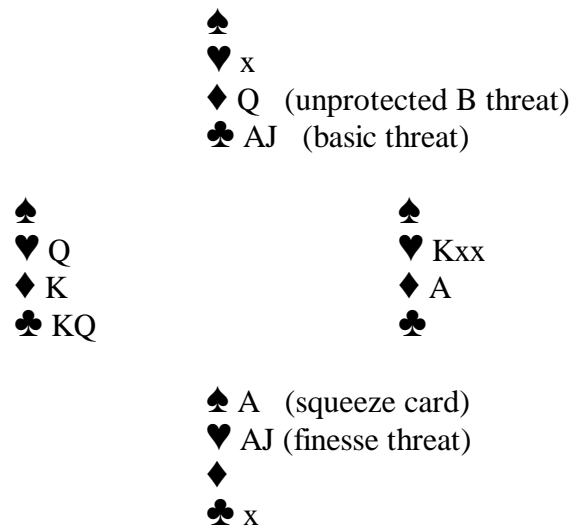 ♠
♥ x
♦ Q (unprotected B threat)
♣ AJ (basic threat)
♠ ♠
♥ Q ♥ Kxx
♦ K ♦ A
♣ KQ ♣
♠ A (squeeze card)
♥ AJ (finesse threat)
♦
♣ x